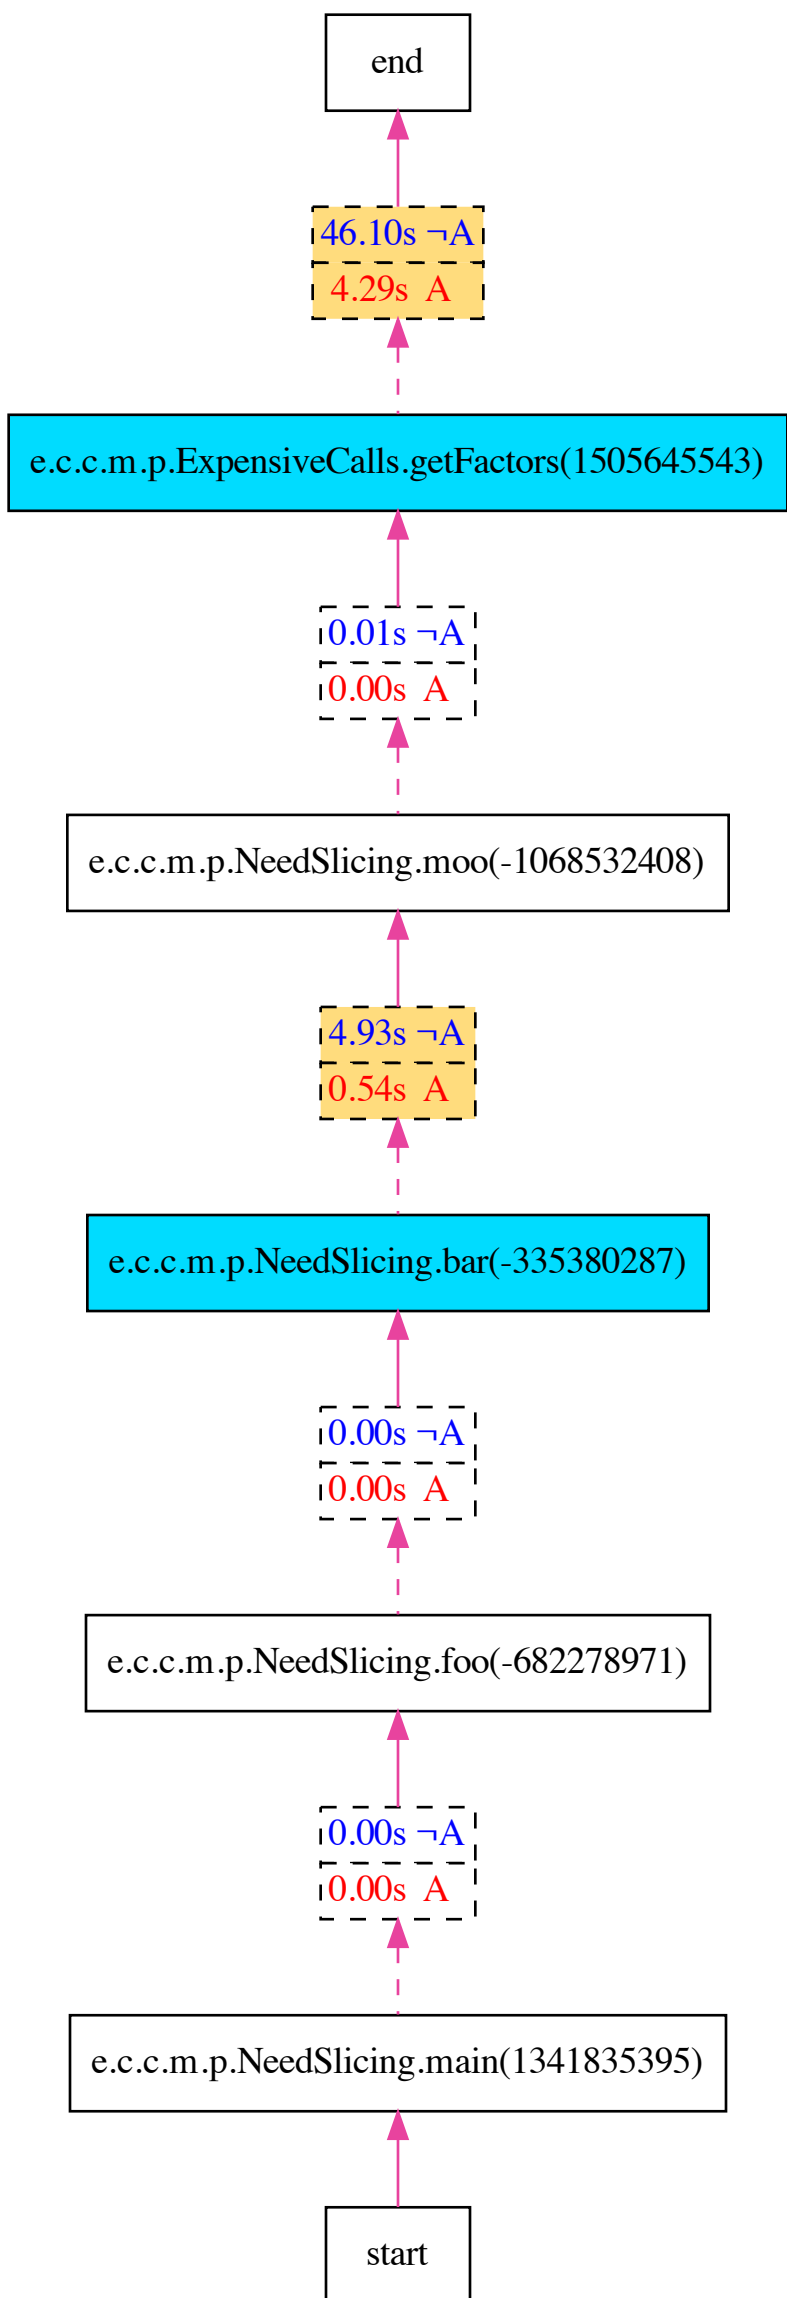 end
46.10s ¬A
4.29s A
e.c.c.m.p.ExpensiveCalls.getFactors(1505645543)
0.01s ¬A
0.00s A
e.c.c.m.p.NeedSlicing.moo(-1068532408)
4.93s ¬A
0.54s A
e.c.c.m.p.NeedSlicing.bar(-335380287)
0.00s ¬A
0.00s A
e.c.c.m.p.NeedSlicing.foo(-682278971)
0.00s ¬A
0.00s A
e.c.c.m.p.NeedSlicing.main(1341835395)
start